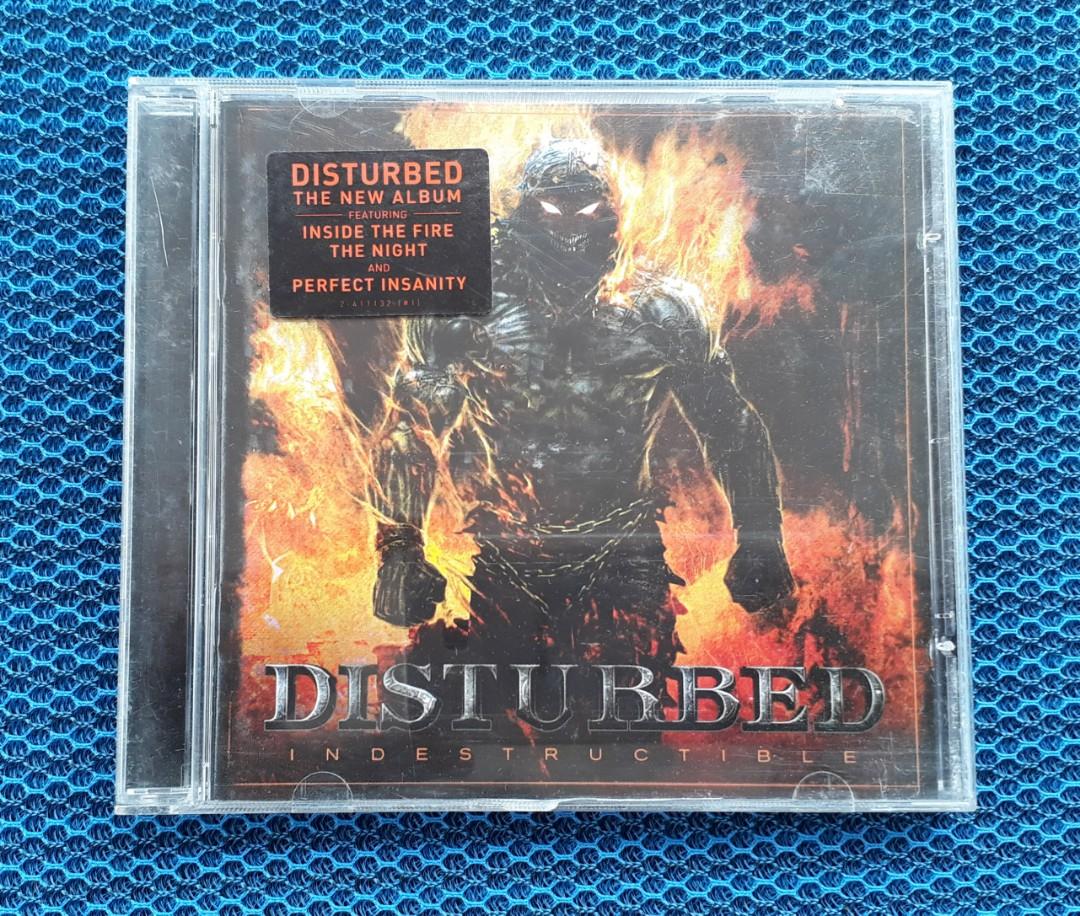 DISTURBED
THE NEW ALBUM
FEATURING
INSIDE THE FIRE
THE NIGHT
AND
PERFECT INSANITY
DISTURBED
INDESTRUCTIBLE